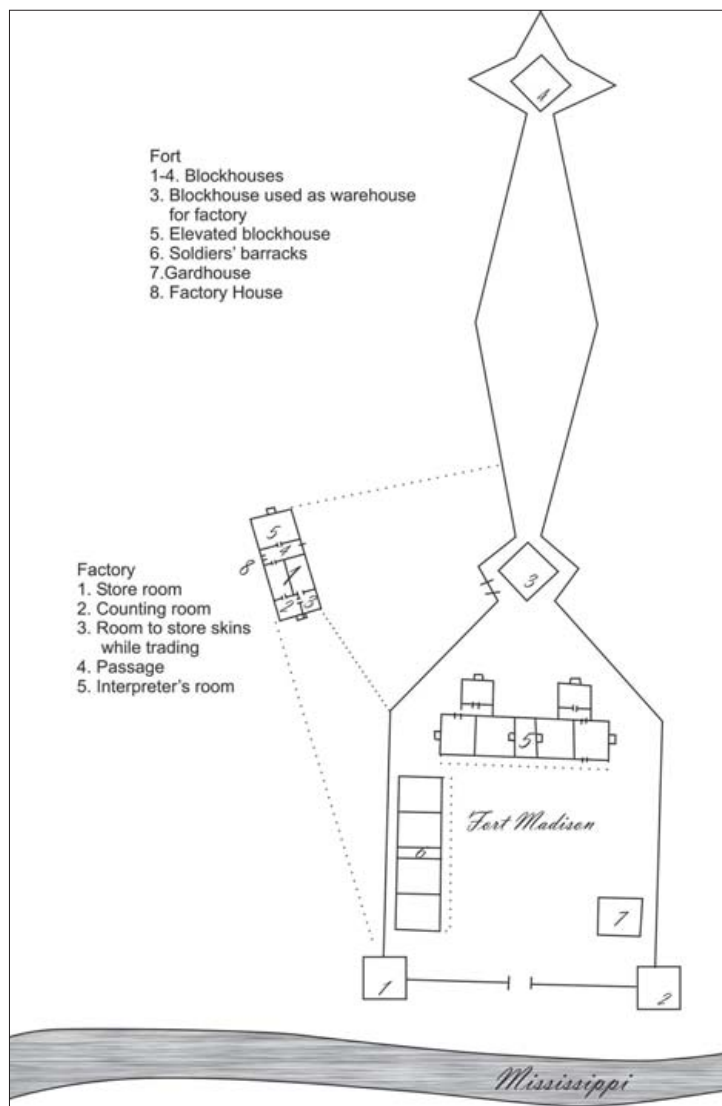 4
Fort
1-4. Blockhouses
3. Blockhouse used as warehouse
for factory
5. Elevated blockhouse
6. Soldiers' barracks
7.Gardhouse
8. Factory House
5
4
8
1
2 3
3
Factory
1. Store room
2. Counting room
3. Room to store skins
while trading
4. Passage
5. Interpreter's room
5
Fort Madison
6
7
1
2
Mississippi